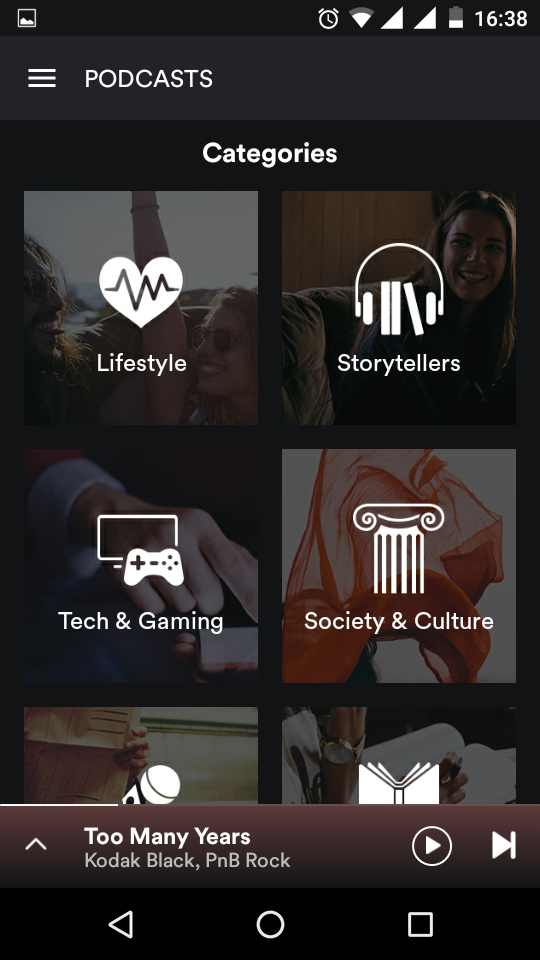 16:38
PODCASTS
Categories
Lifestyle
Storytellers
Tech & Gaming
Society & Culture
Too Many Years
Kodak Black, PnB Rock